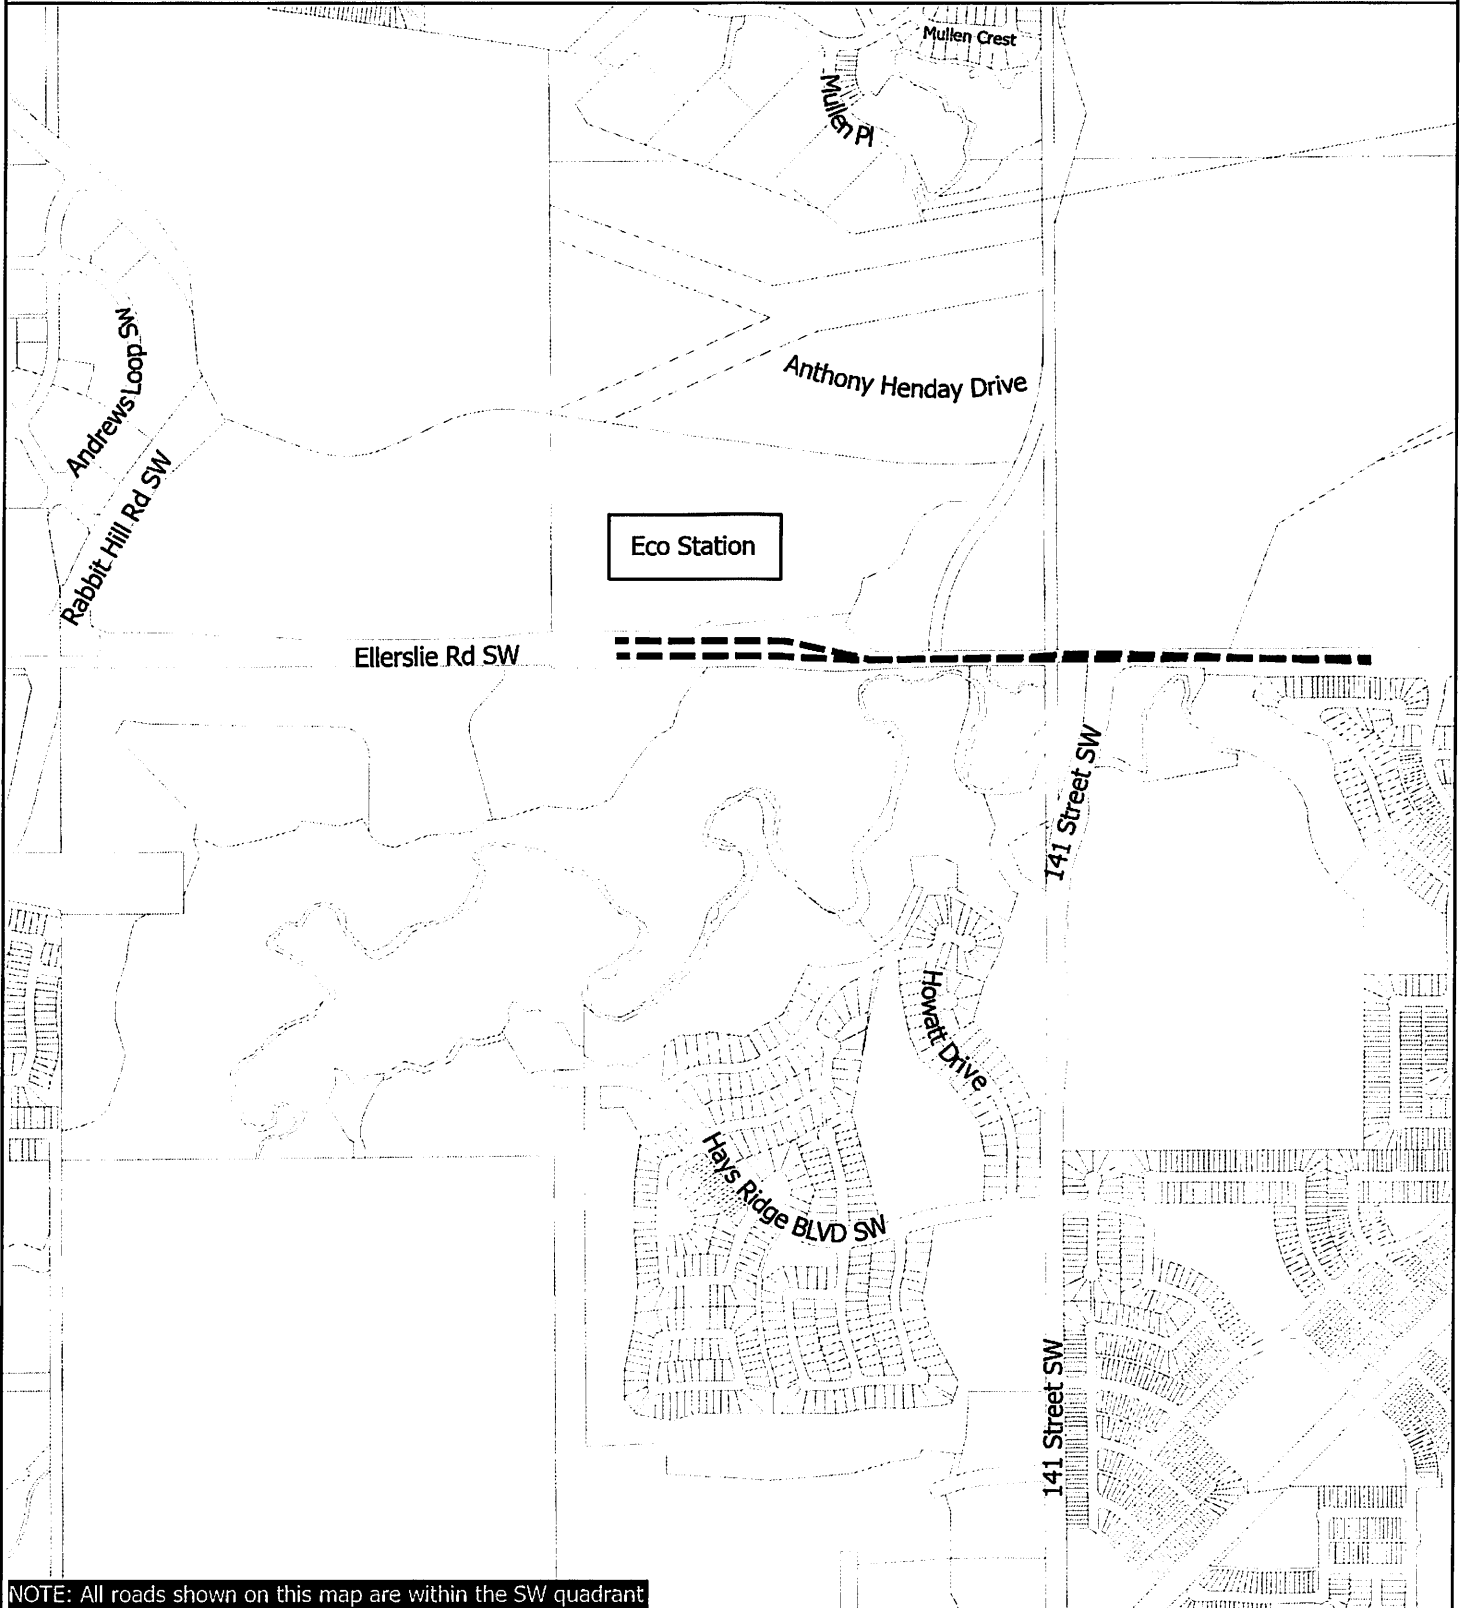 Mullen Crest
Mullen Pl
Andrews Loop SW
Anthony Henday Drive
Rabbit Hill Rd SW
Eco Station
Ellerslie Rd SW
141 Street SW
Howatt Drive
Hays Ridge BLVD SW
141 Street SW
NOTE: All roads shown on this map are within the SW quadrant